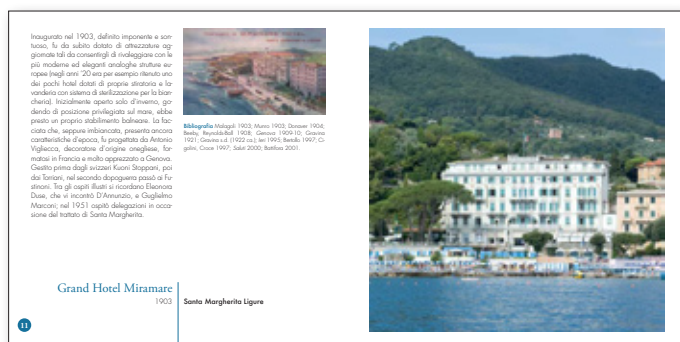 Inaugurato nel 1903, definito imponente e son-
tuoso, fu da subito dotato di attrezzature ag-
giornate tali da consentirgli di rivaleggiare con le
più moderne ed eleganti analoghe strutture eu-
ropee (negli anni '20 era per esempio ritenuto uno
dei pochi hotel dotati di proprie stiratoria e la-
vanderia con sistema di sterilizzazione per la bian-
cheria). Inizialmente aperto solo d'inverno, go-
dendo di posizione privilegiata sul mare, ebbe
presto un proprio stabilimento balneare. La fac-
ciata che, seppure imbiancata, presenta ancora
caratteristiche d'epoca, fu progettata da Antonio
Vigliecca, decoratore d'origine onegliese, for-
matosi in Francia e molto apprezzato a Genova.
Gestito prima dagli svizzeri Kuoni Stoppani, poi
dai Torriani, nel secondo dopoguerra passò ai Fu-
stinoni. Tra gli ospiti illustri si ricordano Eleonora
Duse, che vi incontrò D'Annunzio, e Guglielmo
Marconi; nel 1951 ospitò delegazioni in occa-
sione del trattato di Santa Margherita.
Bibliografia Malagoli 1903; Munro 1903; Donaver 1904;
Beeby, Reynolds-Ball 1908; Genova 1909-10; Gravina
1921; Gravina s.d. (1922 ca.); Ieri 1995; Bertollo 1997; Ci-
golini, Croce 1997; Saluti 2000; Battifora 2001.
Grand Hotel Miramare
1903
Santa Margherita Ligure
11